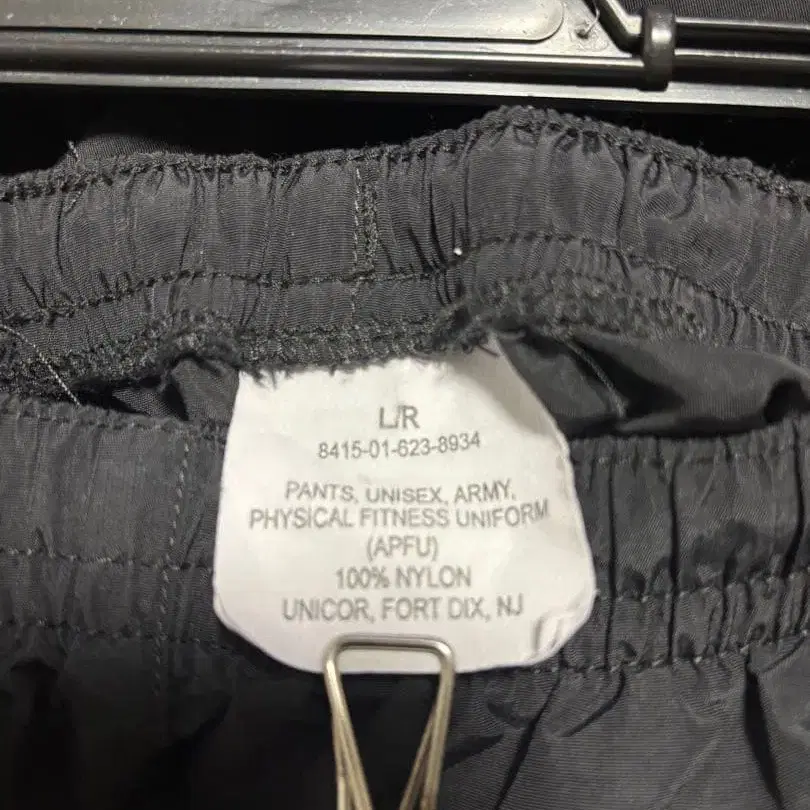 L/R
8415-01-623-8934
PANTS, UNISEX, ARMY,
PHYSICAL FITNESS UNIFORM
(APFU)
100% NYLON
UNICOR, FORT DIX, NJ